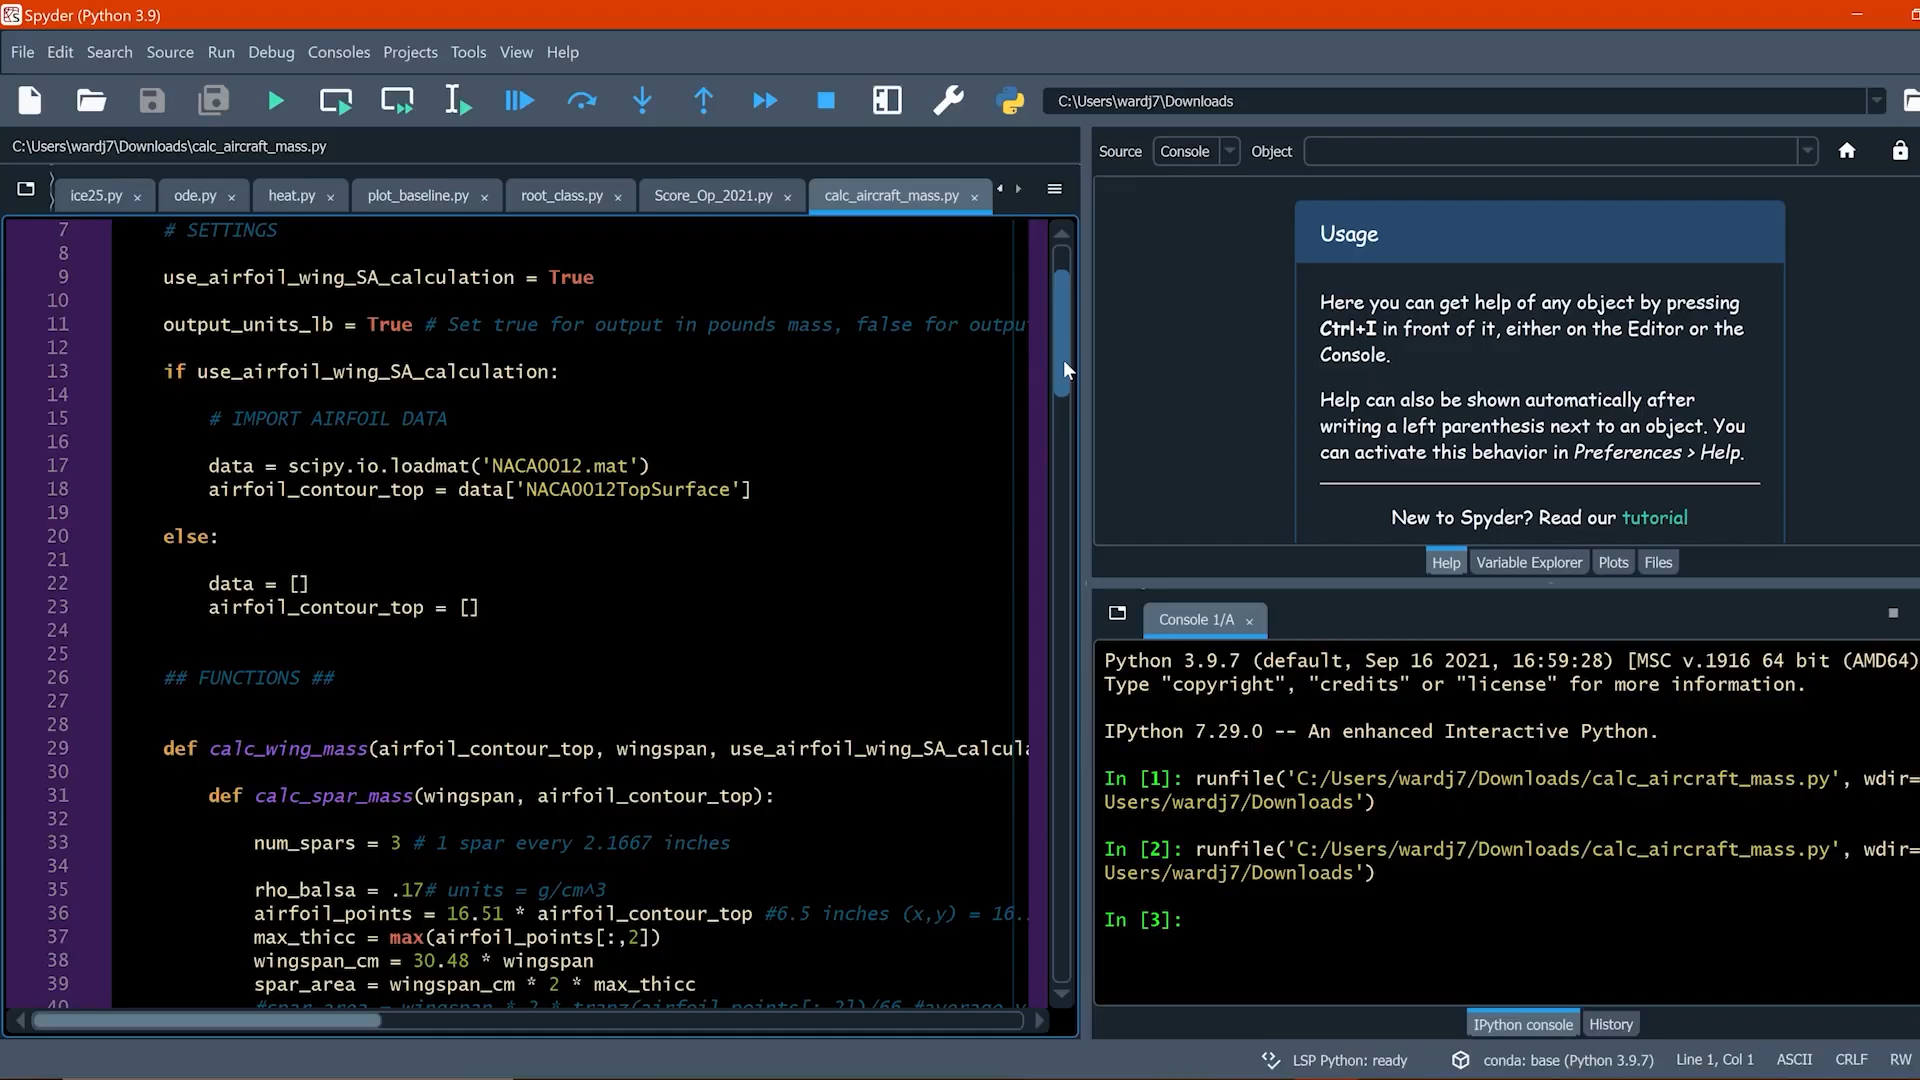 Spyder (Python 3.9)
File Edit Search Source Run Debug Consoles Projects Tools View Help
C:\Users\wardj7\Downloads
C:\Users\wardj7\Downloads\calc_aircraft_mass.py
ice25.py ode.py heat.py plot_baseline.py root_class.py Score_Op_2021.py calc_aircraft_mass.py
7 # SETTINGS
8
9 use_airfoil_wing_SA_calculation = True
10
11 output_units_lb = True # Set true for output in pounds mass, false for outpu
12
13 if use_airfoil_wing_SA_calculation:
14
15 # IMPORT AIRFOIL DATA
16
17 data = scipy.io.loadmat('NACA0012.mat')
18 airfoil_contour_top = data['NACA0012TopSurface']
19
20 else:
21
22 data = []
23 airfoil_contour_top = []
24
25
26 ## FUNCTIONS ##
27
28
29 def calc_wing_mass(airfoil_contour_top, wingspan, use_airfoil_wing_SA_calcula
30
31 def calc_spar_mass(wingspan, airfoil_contour_top):
32
33 num_spars = 3 # 1 spar every 2.1667 inches
34
35 rho_balsa = .17# units = g/cm^3
36 airfoil_points = 16.51 * airfoil_contour_top #6.5 inches (x,y) = 16.
37 max_thicc = max(airfoil_points[:,2])
38 wingspan_cm = 30.48 * wingspan
39 spar_area = wingspan_cm * 2 * max_thicc
40 #spar_area = wingspan * 2 *
Source Console Object
Usage
Here you can get help of any object by pressing
Ctrl+I in front of it, either on the Editor or the
Console.
Help can also be shown automatically after
writing a left parenthesis next to an object. You
can activate this behavior in Preferences > Help.
New to Spyder? Read our tutorial
Help Variable Explorer Plots Files
Console 1/A
Python 3.9.7 (default, Sep 16 2021, 16:59:28) [MSC v.1916 64 bit (AMD64)
Type "copyright", "credits" or "license" for more information.
IPython 7.29.0 -- An enhanced Interactive Python.
In [1]: runfile('C:/Users/wardj7/Downloads/calc_aircraft_mass.py', wdir=
Users/wardj7/Downloads')
In [2]: runfile('C:/Users/wardj7/Downloads/calc_aircraft_mass.py', wdir=
Users/wardj7/Downloads')
In [3]:
IPython console History
LSP Python: ready conda: base (Python 3.9.7) Line 1, Col 1 ASCII CRLF RW